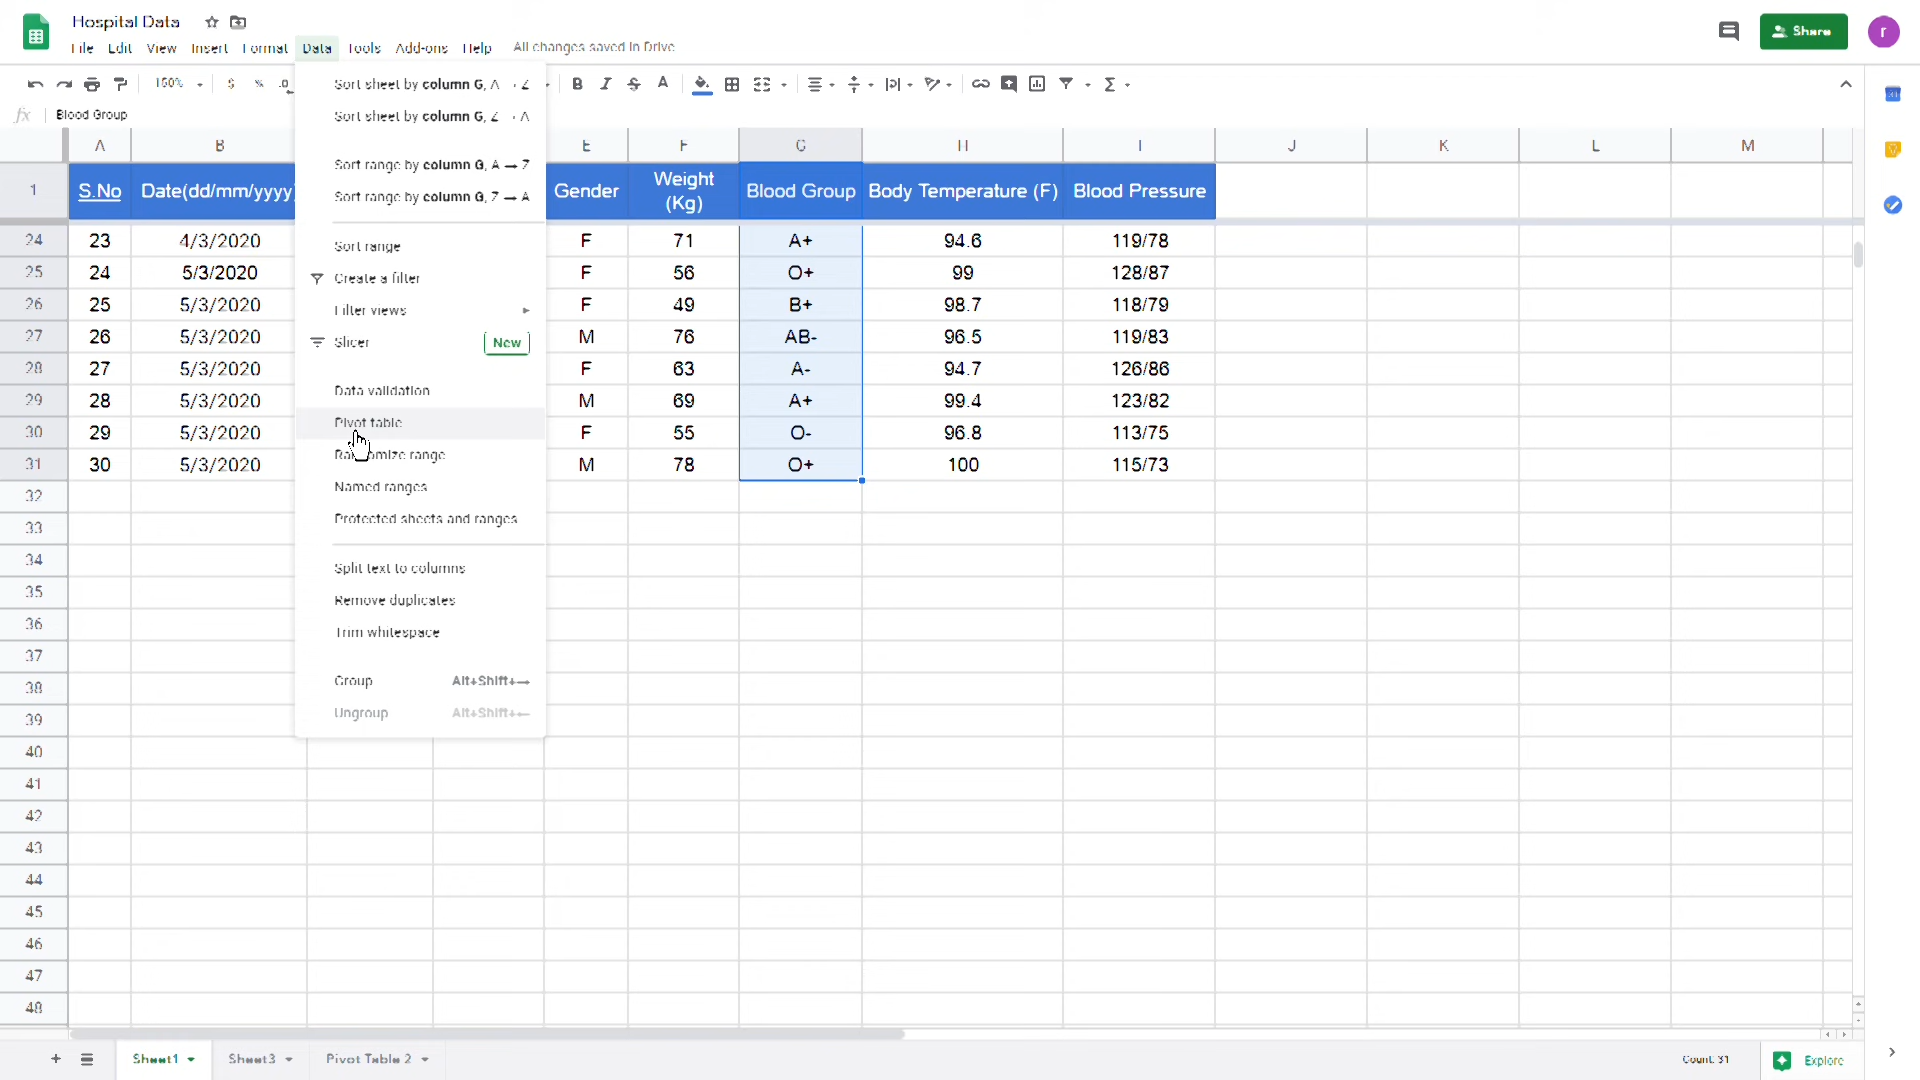 Hospital Data
File Edit View Insert Format Data Tools Add-ons Help All changes saved in Drive
Share
r
150% $ % .0
B I S A
fx Blood Group
Sort sheet by column G, A → Z
Sort sheet by column G, Z → A
Sort range by column G, A → Z
Sort range by column G, Z → A
Sort range
Create a filter
Filter views
Slicer New
Data validation
Pivot table
Randomize range
Named ranges
Protected sheets and ranges
Split text to columns
Remove duplicates
Trim whitespace
Group Alt+Shift+→
Ungroup Alt+Shift+←
A B E F G H I J K L M
1 S.No Date(dd/mm/yyyy) Gender Weight (Kg) Blood Group Body Temperature (F) Blood Pressure
24 23 4/3/2020 F 71 A+ 94.6 119/78
25 24 5/3/2020 F 56 O+ 99 128/87
26 25 5/3/2020 F 49 B+ 98.7 118/79
27 26 5/3/2020 M 76 AB- 96.5 119/83
28 27 5/3/2020 F 63 A- 94.7 126/86
29 28 5/3/2020 M 69 A+ 99.4 123/82
30 29 5/3/2020 F 55 O- 96.8 113/75
31 30 5/3/2020 M 78 O+ 100 115/73
32
33
34
35
36
37
38
39
40
41
42
43
44
45
46
47
48
Sheet1 Sheet3 Pivot Table 2 Count: 31 Explore